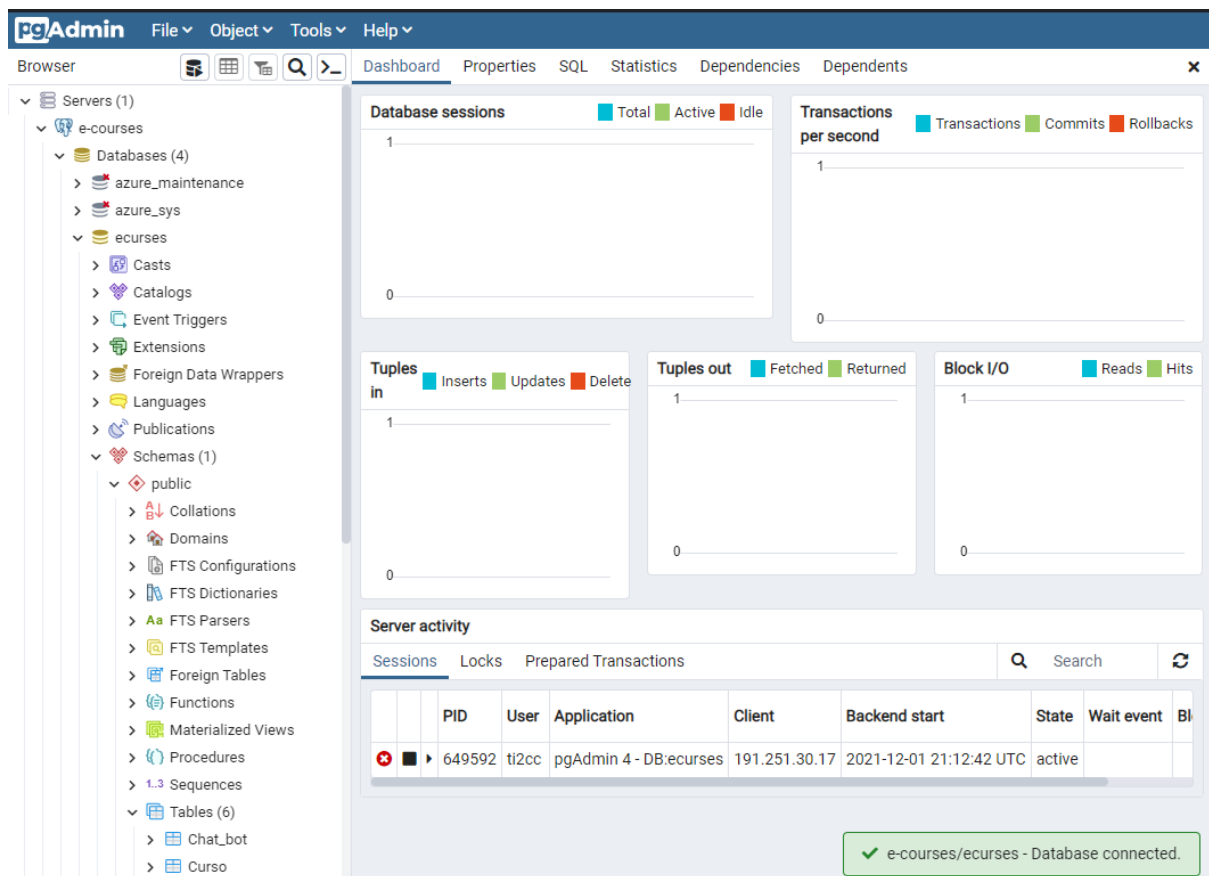 pgAdmin File Object Tools Help
Browser
Servers (1)
e-courses
Databases (4)
azure_maintenance
azure_sys
ecurses
Casts
Catalogs
Event Triggers
Extensions
Foreign Data Wrappers
Languages
Publications
Schemas (1)
public
Collations
Domains
FTS Configurations
FTS Dictionaries
Aa FTS Parsers
FTS Templates
Foreign Tables
Functions
Materialized Views
Procedures
1..3 Sequences
Tables (6)
Chat_bot
Curso
Dashboard Properties SQL Statistics Dependencies Dependents
Database sessions Total Active Idle
1
0
Transactions per second Transactions Commits Rollbacks
1
0
Tuples in Inserts Updates Delete
1
0
Tuples out Fetched Returned
1
0
Block I/O Reads Hits
1
0
Server activity
Sessions Locks Prepared Transactions Search
PID User Application Client Backend start State Wait event Bl
649592 ti2cc pgAdmin 4 - DB:ecurses 191.251.30.17 2021-12-01 21:12:42 UTC active
e-courses/ecurses - Database connected.